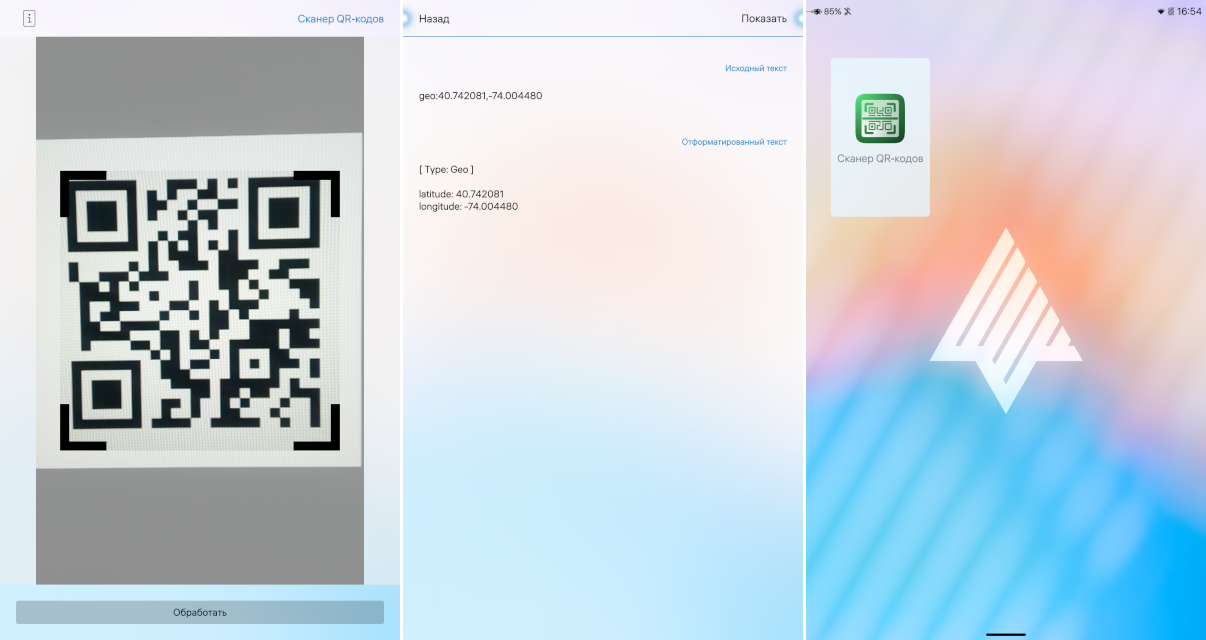 Сканер QR-кодов
Обработать
Назад
Показать
Исходный текст
geo:40.742081,-74.004480
Отформатированный текст
[ Type: Geo ]
latitude: 40.742081
longitude: -74.004480
85%
16:54
Сканер QR-кодов